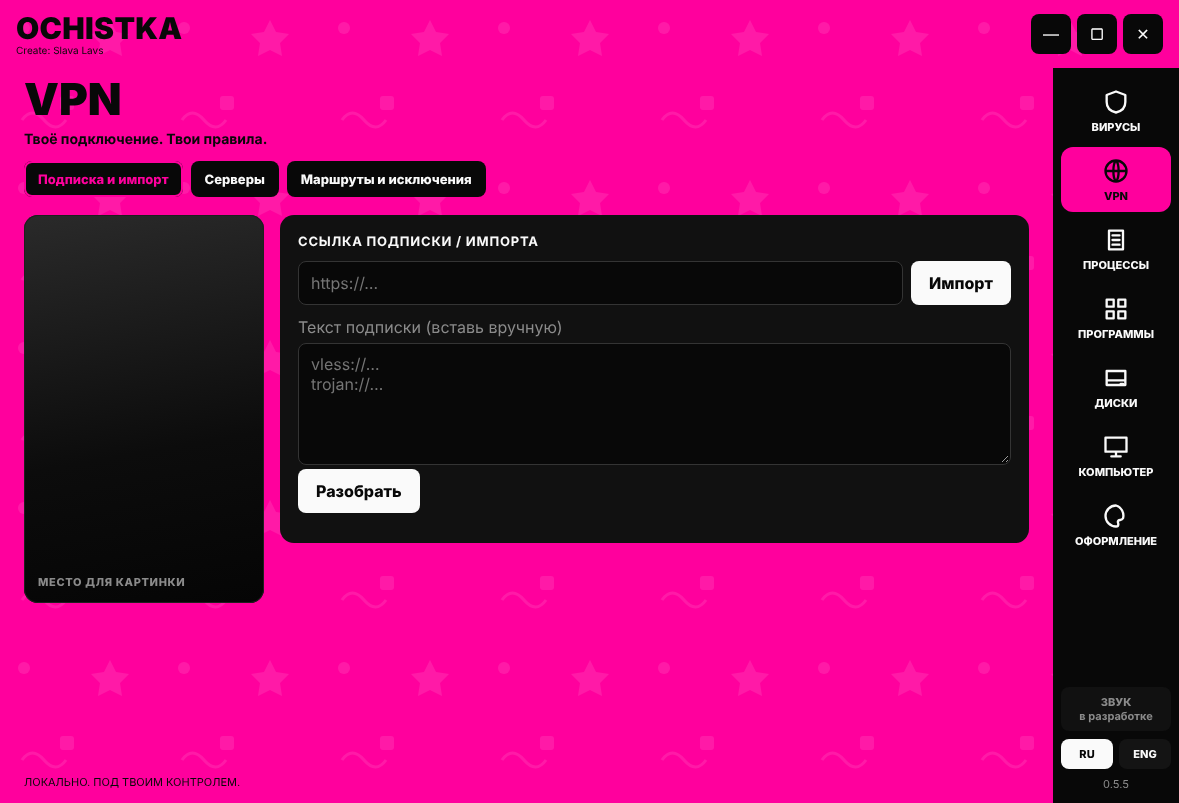 OCHISTKA
Create: Slava Lavs
VPN
Твоё подключение. Твои правила.
Подписка и импорт
Серверы
Маршруты и исключения
МЕСТО ДЛЯ КАРТИНКИ
ССЫЛКА ПОДПИСКИ / ИМПОРТА
https://...
Импорт
Текст подписки (вставь вручную)
vless://...
trojan://...
Разобрать
ЛОКАЛЬНО. ПОД ТВОИМ КОНТРОЛЕМ.
ВИРУСЫ
VPN
ПРОЦЕССЫ
ПРОГРАММЫ
ДИСКИ
КОМПЬЮТЕР
ОФОРМЛЕНИЕ
ЗВУК
в разработке
RU
ENG
0.5.5